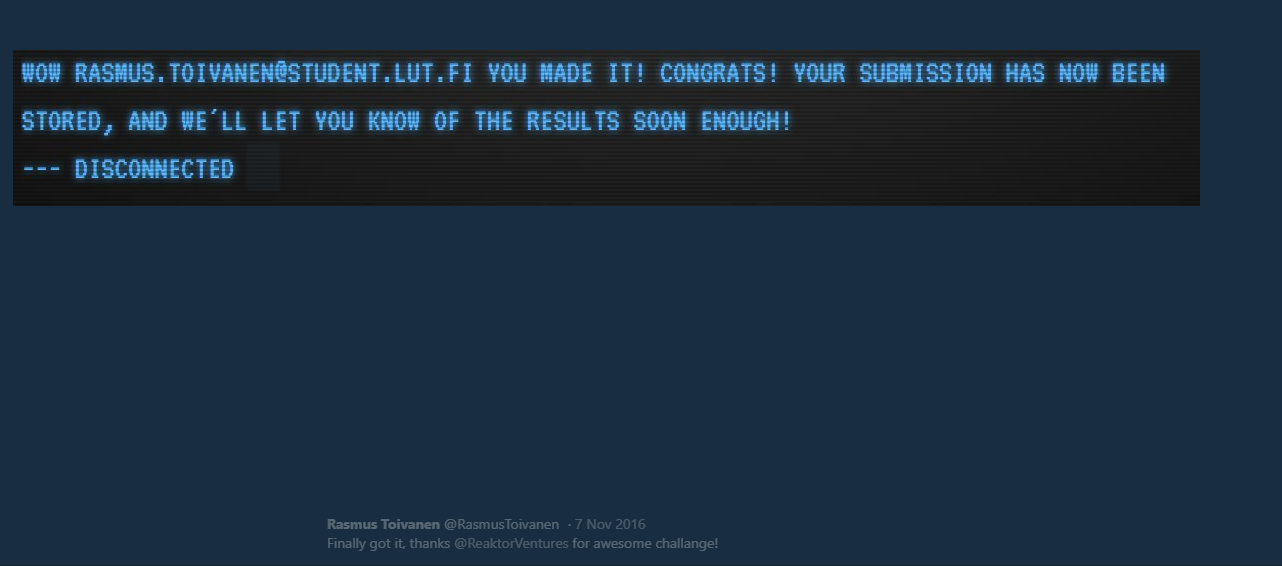 WOW RASMUS.TOIVANEN@STUDENT.LUT.FI YOU MADE IT! CONGRATS! YOUR SUBMISSION HAS NOW BEEN
STORED, AND WE´LL LET YOU KNOW OF THE RESULTS SOON ENOUGH!
--- DISCONNECTED
Rasmus Toivanen @RasmusToivanen · 7 Nov 2016
Finally got it, thanks @ReaktorVentures for awesome challange!